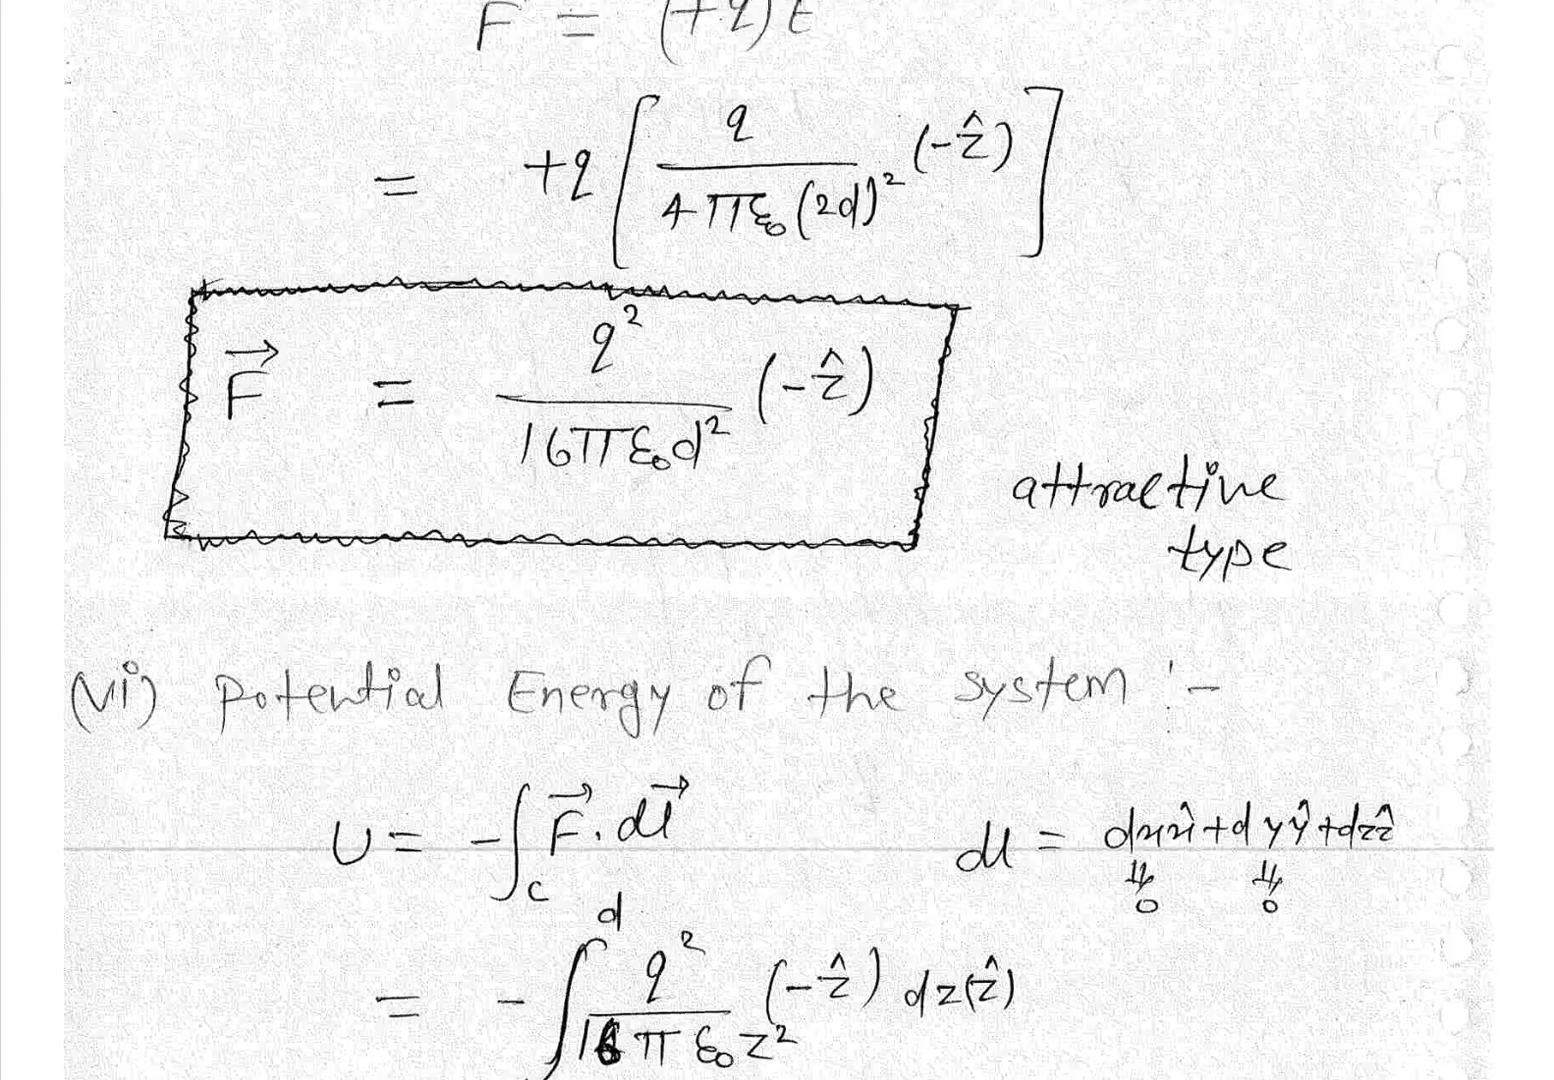 F = (+q)E
= +q [ q / 4πε₀(2d)² (-ẑ) ]
F⃗ = q² / 16πε₀d² (-ẑ)
attractive
type
(vi) Potential Energy of the system :-
U = -∫_C F⃗ · dl⃗    dl = dx x̂ + dy ŷ + dz ẑ
⇓ 0    ⇓ 0
= -∫^d q² / 16πε₀z² (-ẑ) dz(ẑ)